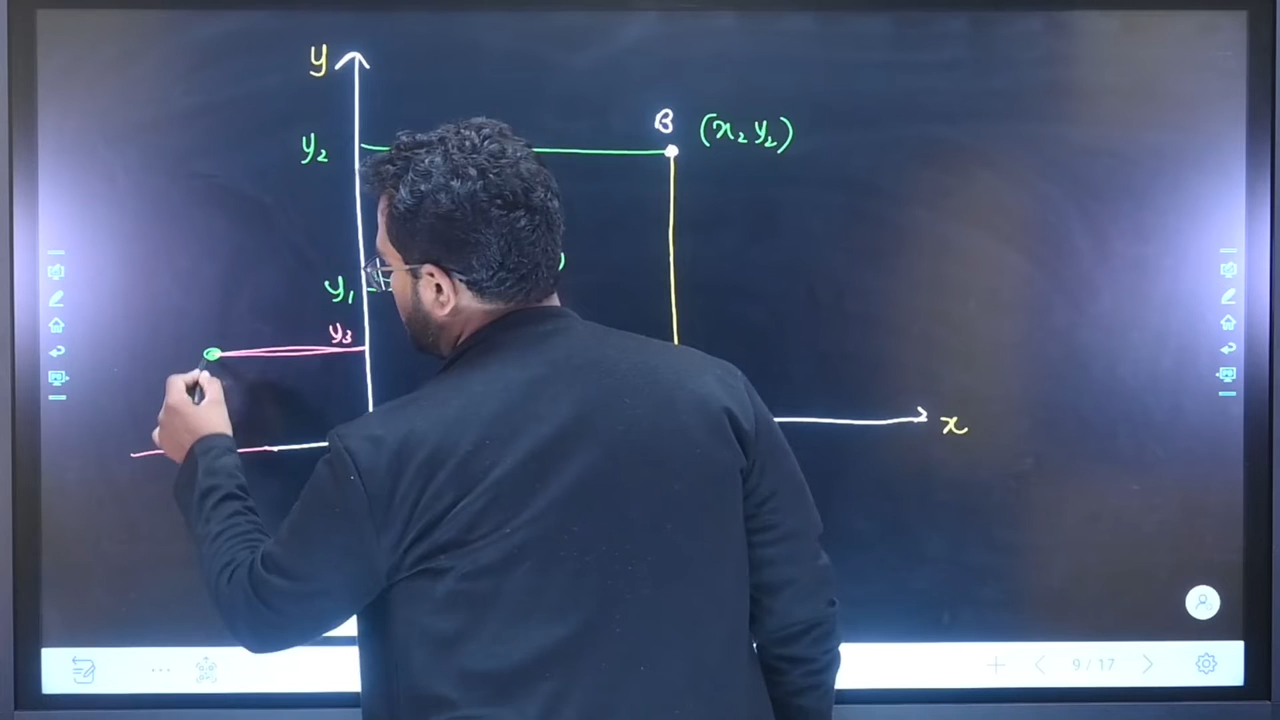 y
B (x₂ y₂)
y₂
y₁
y₃
x
9 / 17